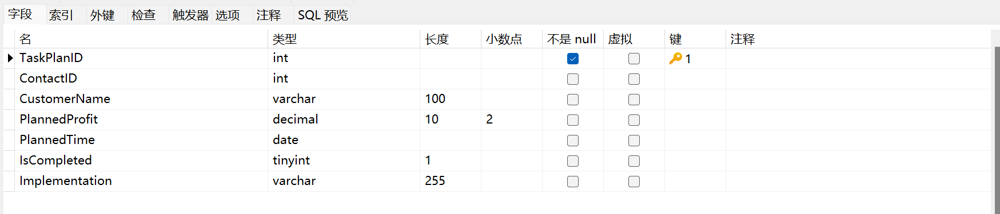 字段 索引 外键 检查 触发器 选项 注释 SQL 预览
名 类型 长度 小数点 不是 null 虚拟 键 注释
TaskPlanID int 1
ContactID int
CustomerName varchar 100
PlannedProfit decimal 10 2
PlannedTime date
IsCompleted tinyint 1
Implementation varchar 255